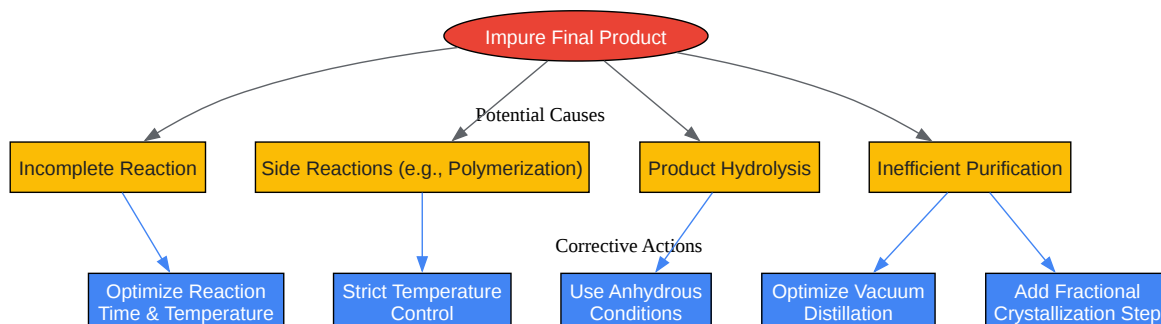 Impure Final Product
Potential Causes
Incomplete Reaction
Side Reactions (e.g., Polymerization)
Product Hydrolysis
Inefficient Purification
Corrective Actions
Optimize Reaction
Time & Temperature
Strict Temperature
Control
Use Anhydrous
Conditions
Optimize Vacuum
Distillation
Add Fractional
Crystallization Step